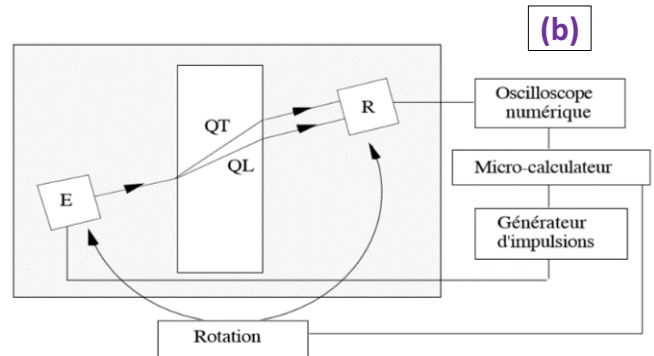 (b)
QT
QL
E
R
Oscilloscope
numérique
Micro-calculateur
Générateur
d'impulsions
Rotation